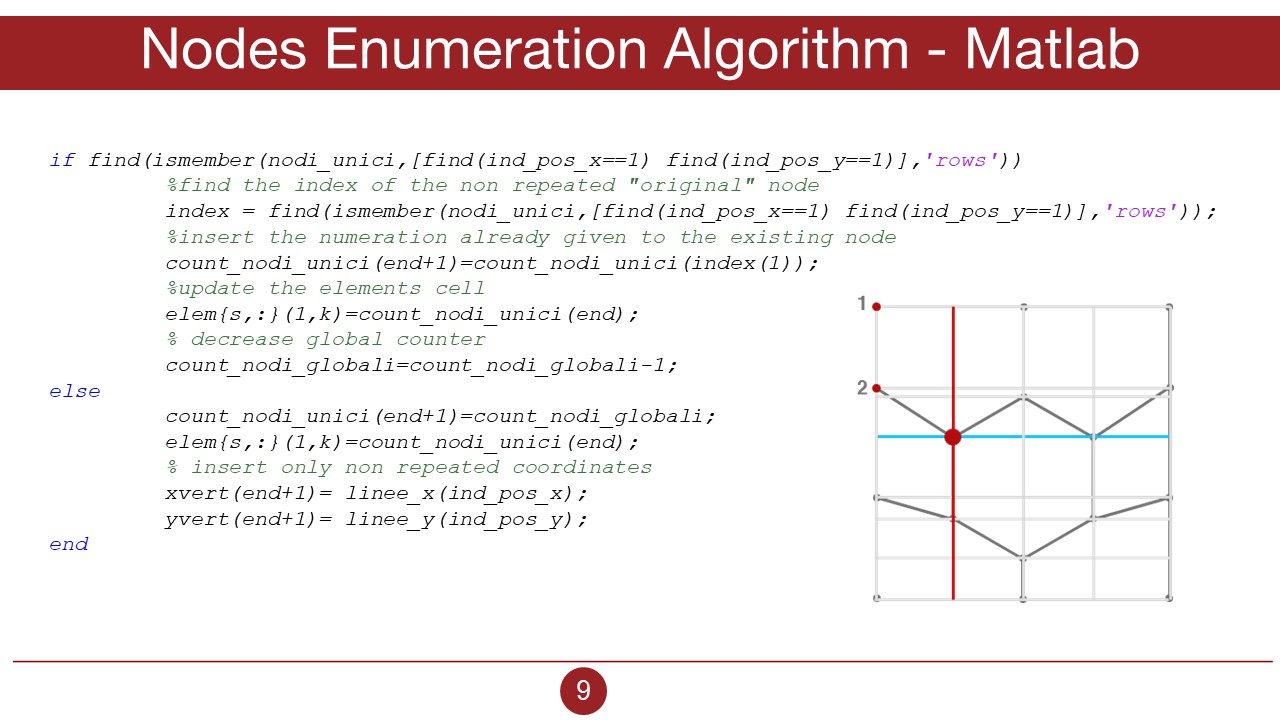 Nodes Enumeration Algorithm - Matlab
if find(ismember(nodi_unici,[find(ind_pos_x==1) find(ind_pos_y==1)],'rows'))
%find the index of the non repeated "original" node
index = find(ismember(nodi_unici,[find(ind_pos_x==1) find(ind_pos_y==1)],'rows'));
%insert the numeration already given to the existing node
count_nodi_unici(end+1)=count_nodi_unici(index(1));
%update the elements cell
elem{s,:}(1,k)=count_nodi_unici(end);
% decrease global counter
count_nodi_globali=count_nodi_globali-1;
else
count_nodi_unici(end+1)=count_nodi_globali;
elem{s,:}(1,k)=count_nodi_unici(end);
% insert only non repeated coordinates
xvert(end+1)= linee_x(ind_pos_x);
yvert(end+1)= linee_y(ind_pos_y);
end
1
2
9